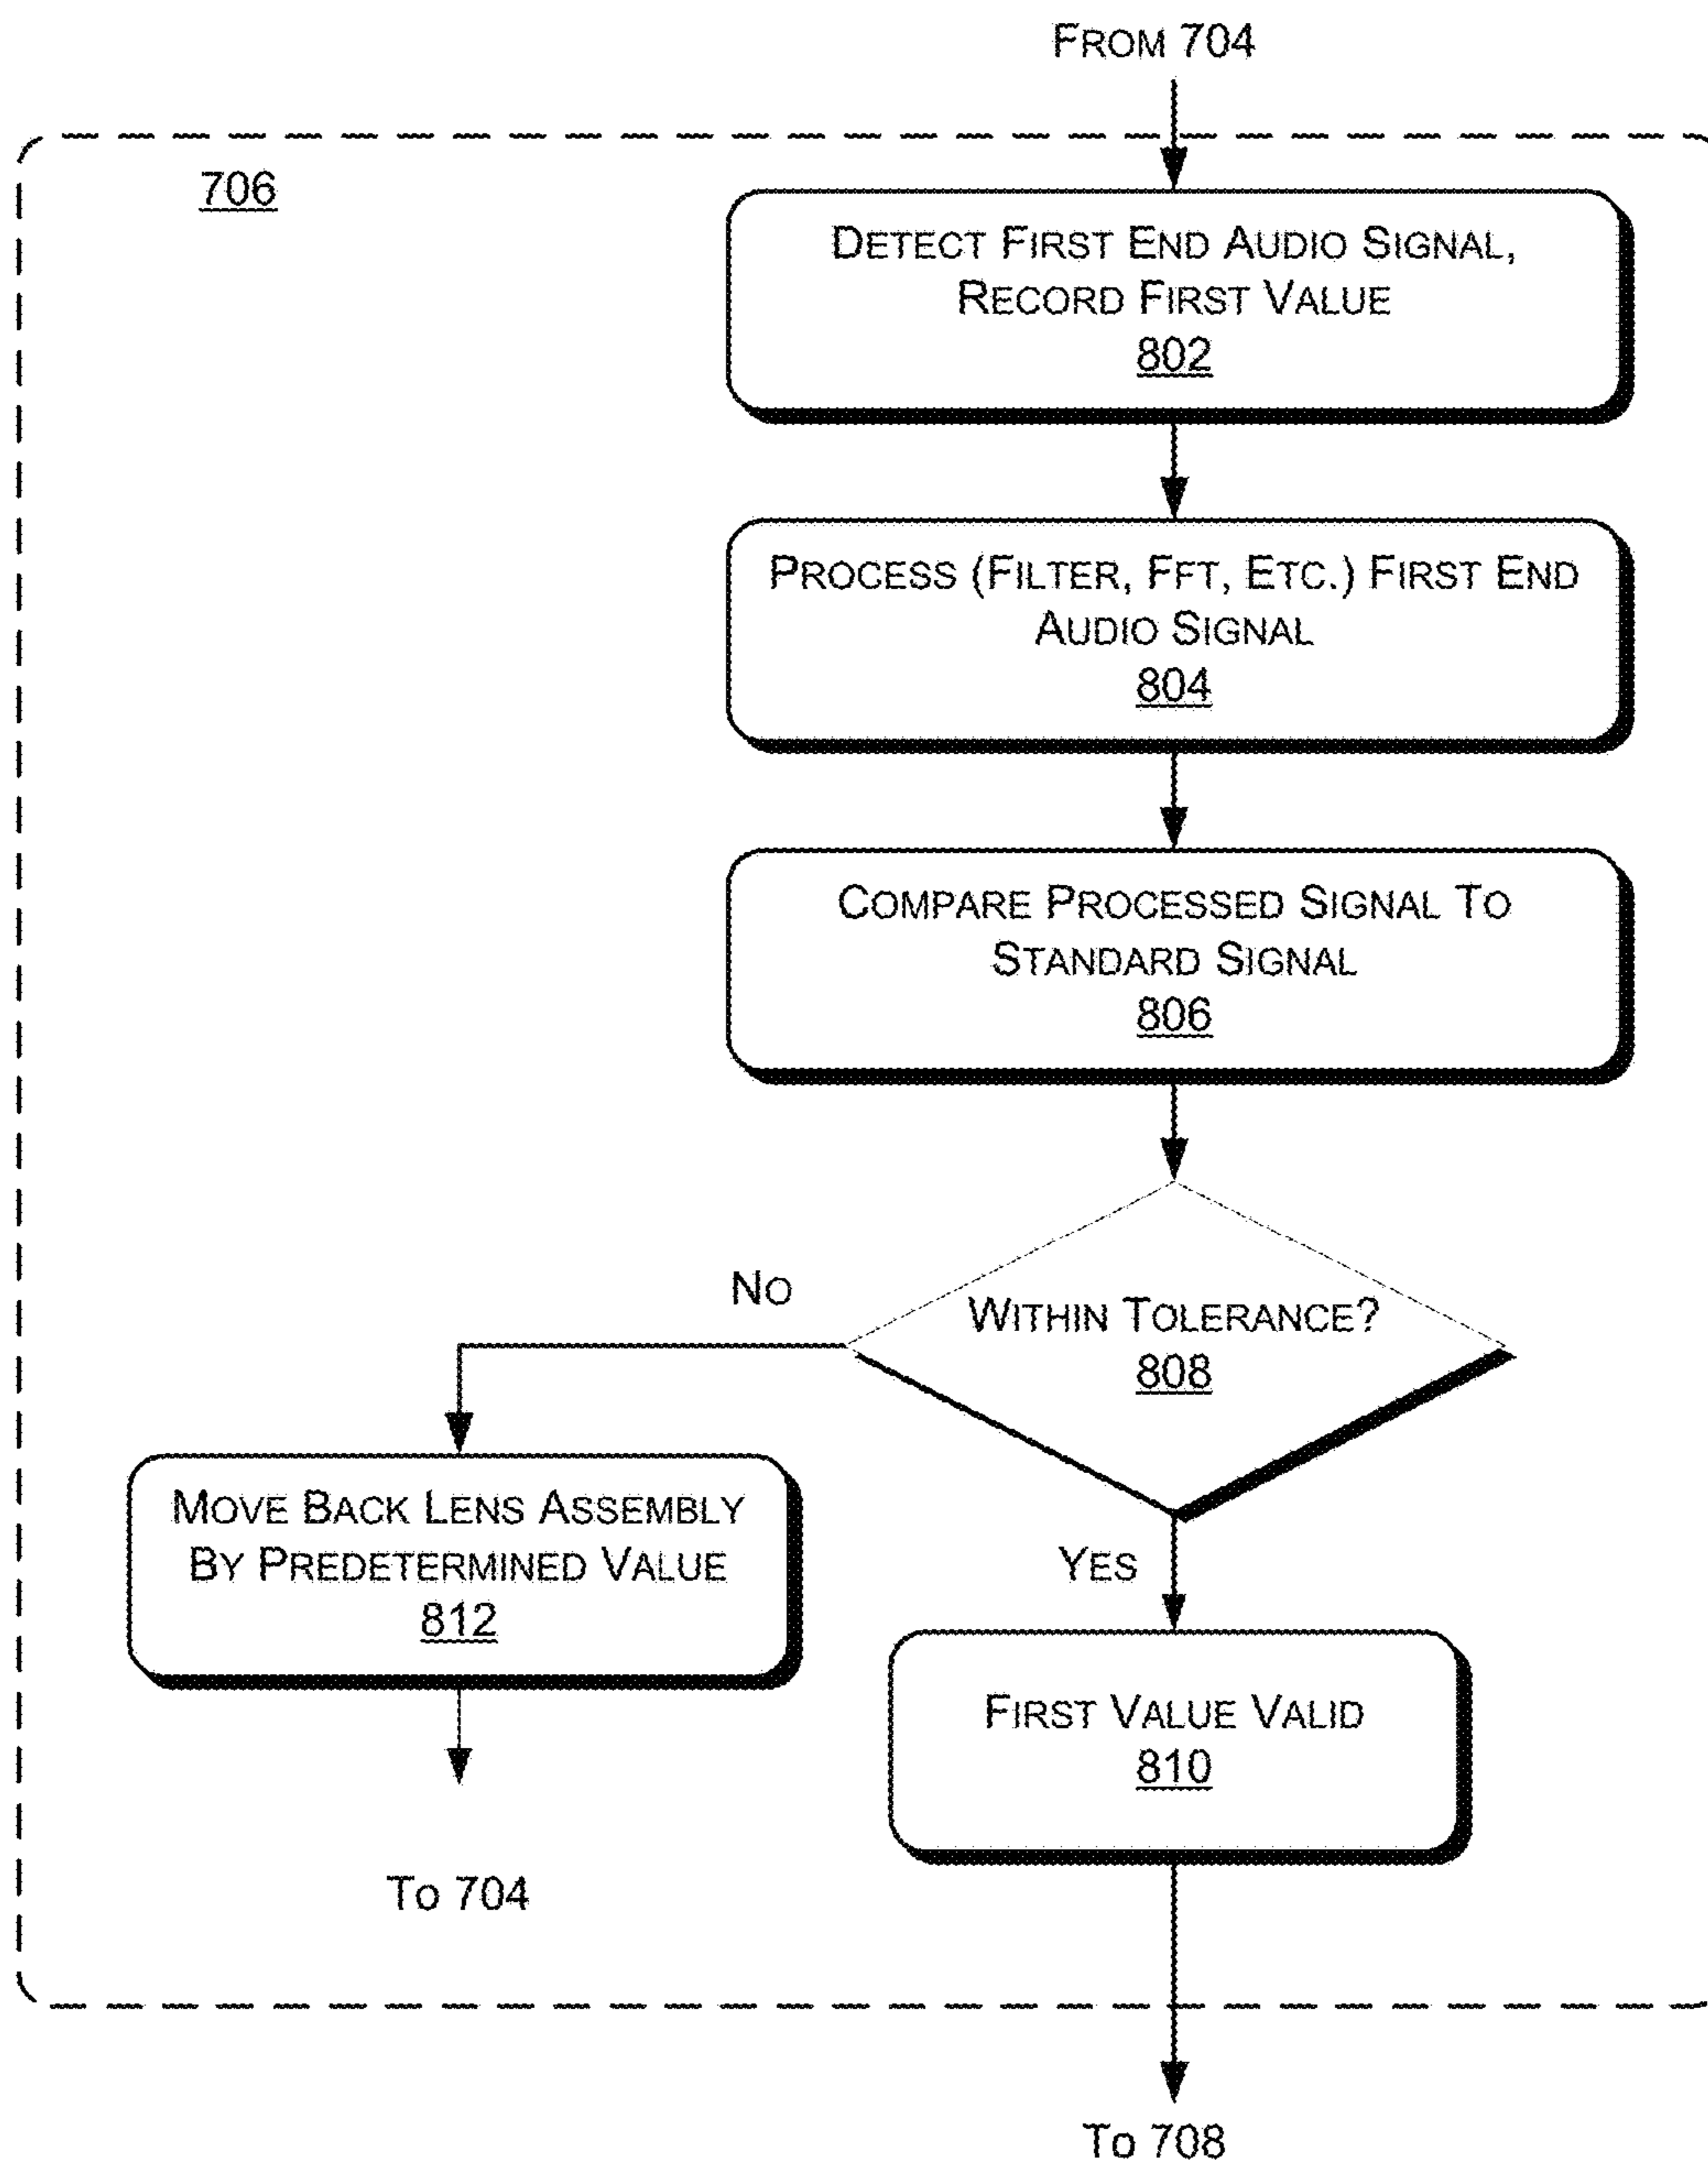 FROM 704
706
DETECT FIRST END AUDIO SIGNAL,
RECORD FIRST VALUE
802
PROCESS (FILTER, FFT, ETC.) FIRST END
AUDIO SIGNAL
804
COMPARE PROCESSED SIGNAL TO
STANDARD SIGNAL
806
NO
WITHIN TOLERANCE?
808
MOVE BACK LENS ASSEMBLY
BY PREDETERMINED VALUE
812
YES
FIRST VALUE VALID
810
TO 704
TO 708